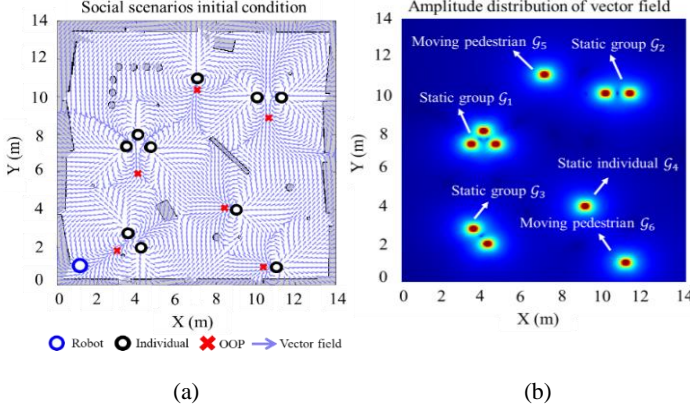 Social scenarios initial condition
14
12
10
8
6
4
2
0
Y (m)
0 2 4 6 8 10 12 14
X (m)
Robot Individual OOP Vector field
(a)
Amplitude distribution of vector field
14
12
10
8
6
4
2
0
Y (m)
Moving pedestrian 𝒢5
Static group 𝒢2
Static group 𝒢1
Static individual 𝒢4
Static group 𝒢3
Moving pedestrian 𝒢6
0 2 4 6 8 10 12 14
X (m)
(b)